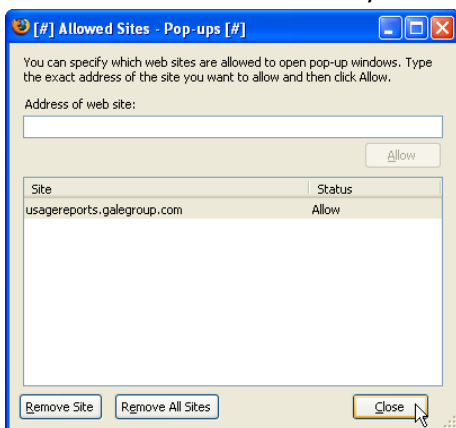 [#] Allowed Sites - Pop-ups [#]
You can specify which web sites are allowed to open pop-up windows. Type
the exact address of the site you want to allow and then click Allow.
Address of web site:
Allow
Site Status
usagereports.galegroup.com Allow
Remove Site Remove All Sites Close